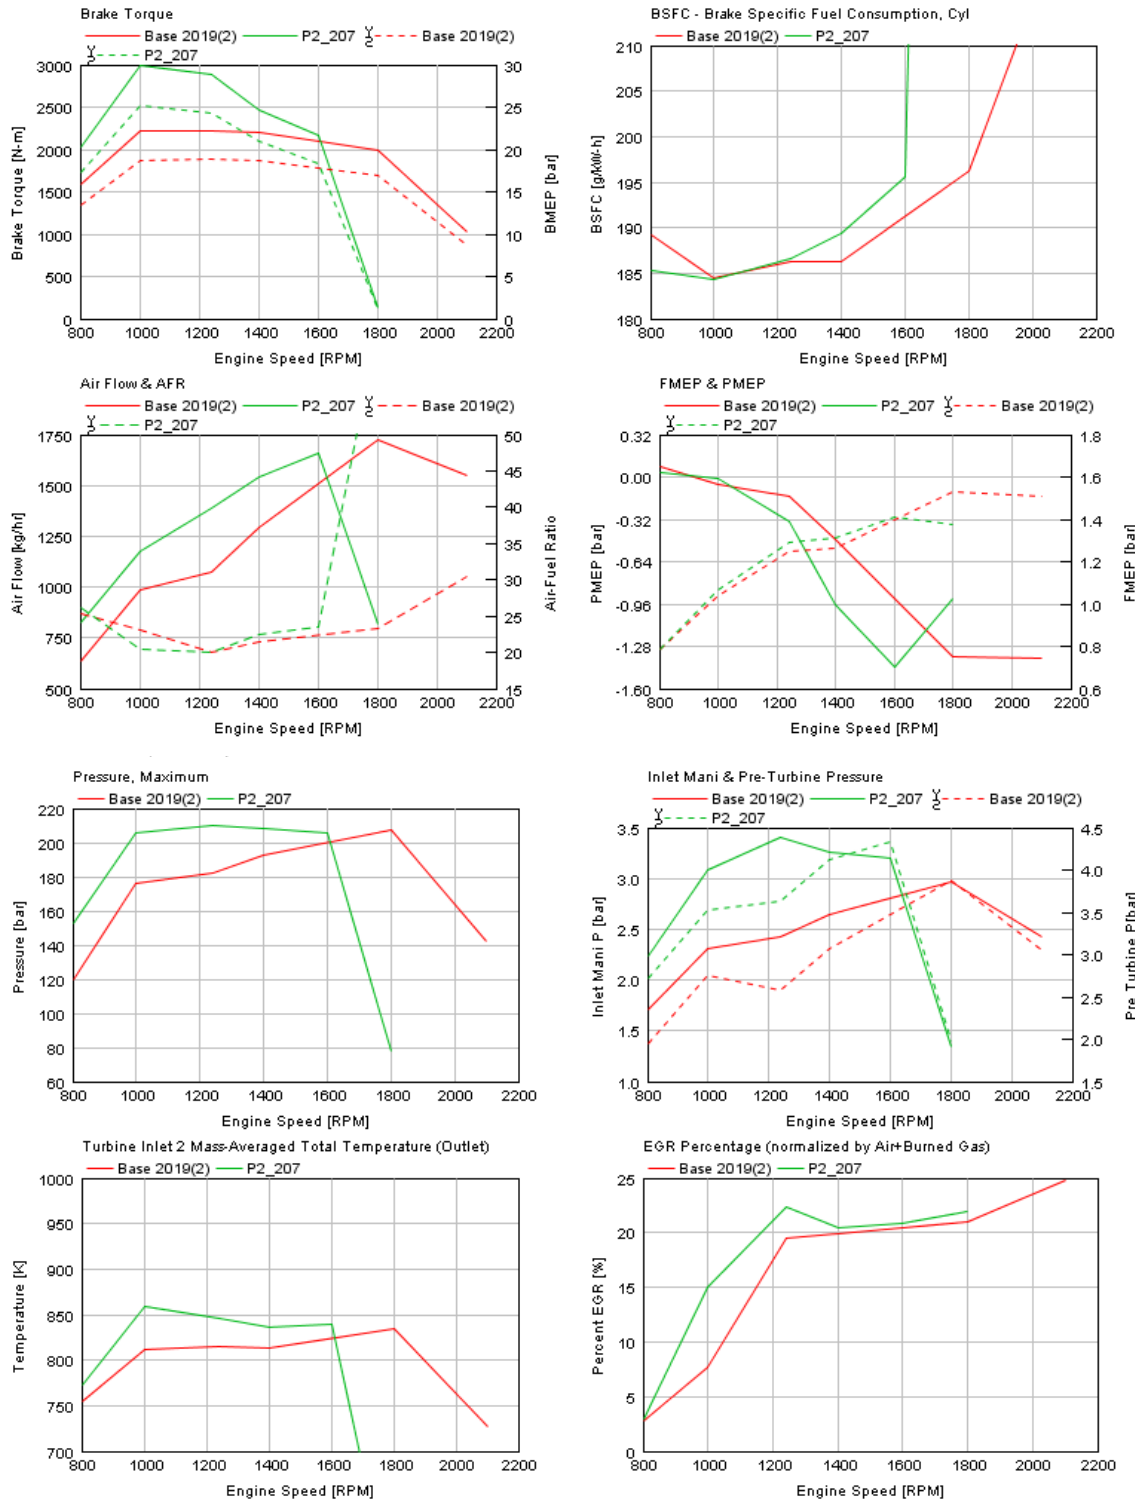 Brake Torque
Base 2019(2) P2_207 Y2 Base 2019(2)
Y2 P2_207
3000 30
2500 25
2000 20
1500 15
1000 10
500 5
0 0
Brake Torque [N-m]
BMEP [bar]
800 1000 1200 1400 1600 1800 2000 2200
Engine Speed [RPM]
BSFC - Brake Specific Fuel Consumption, Cyl
Base 2019(2) P2_207
210
205
200
195
190
185
180
BSFC [g/kW-h]
800 1000 1200 1400 1600 1800 2000 2200
Engine Speed [RPM]
Air Flow & AFR
Base 2019(2) P2_207 Y2 Base 2019(2)
Y2 P2_207
1750 50
45
1500
40
1250 35
30
1000
25
750
20
500 15
Air Flow [kg/hr]
Air-Fuel Ratio
800 1000 1200 1400 1600 1800 2000 2200
Engine Speed [RPM]
FMEP & PMEP
Base 2019(2) P2_207 Y2 Base 2019(2)
Y2 P2_207
0.32 1.8
0.00 1.6
-0.32 1.4
-0.64 1.2
-0.96 1.0
-1.28 0.8
-1.60 0.6
PMEP [bar]
FMEP [bar]
800 1000 1200 1400 1600 1800 2000 2200
Engine Speed [RPM]
Pressure, Maximum
Base 2019(2) P2_207
220
200
180
160
140
120
100
80
60
Pressure [bar]
800 1000 1200 1400 1600 1800 2000 2200
Engine Speed [RPM]
Inlet Mani & Pre-Turbine Pressure
Base 2019(2) P2_207 Y2 Base 2019(2)
Y2 P2_207
3.5 4.5
4.0
3.0
3.5
2.5
3.0
2.0 2.5
1.5 2.0
1.0 1.5
Inlet Mani P [bar]
Pre Turbine P[bar]
800 1000 1200 1400 1600 1800 2000 2200
Engine Speed [RPM]
Turbine Inlet 2 Mass-Averaged Total Temperature (Outlet)
Base 2019(2) P2_207
1000
950
900
850
800
750
700
Temperature [K]
800 1000 1200 1400 1600 1800 2000 2200
Engine Speed [RPM]
EGR Percentage (normalized by Air+Burned Gas)
Base 2019(2) P2_207
25
20
15
10
5
0
Percent EGR [%]
800 1000 1200 1400 1600 1800 2000 2200
Engine Speed [RPM]